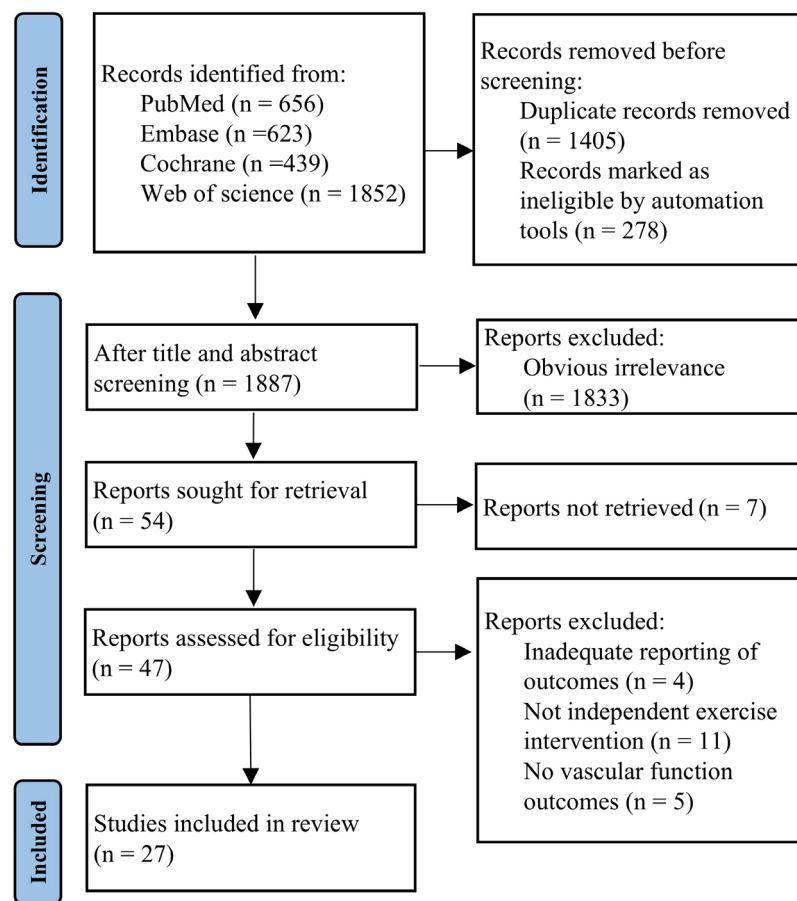 Identification
Records identified from:
PubMed (n = 656)
Embase (n =623)
Cochrane (n =439)
Web of science (n = 1852)
Records removed before
screening:
Duplicate records removed
(n = 1405)
Records marked as
ineligible by automation
tools (n = 278)
Screening
After title and abstract
screening (n = 1887)
Reports excluded:
Obvious irrelevance
(n = 1833)
Reports sought for retrieval
(n = 54)
Reports not retrieved (n = 7)
Reports assessed for eligibility
(n = 47)
Reports excluded:
Inadequate reporting of
outcomes (n = 4)
Not independent exercise
intervention (n = 11)
No vascular function
outcomes (n = 5)
Included
Studies included in review
(n = 27)